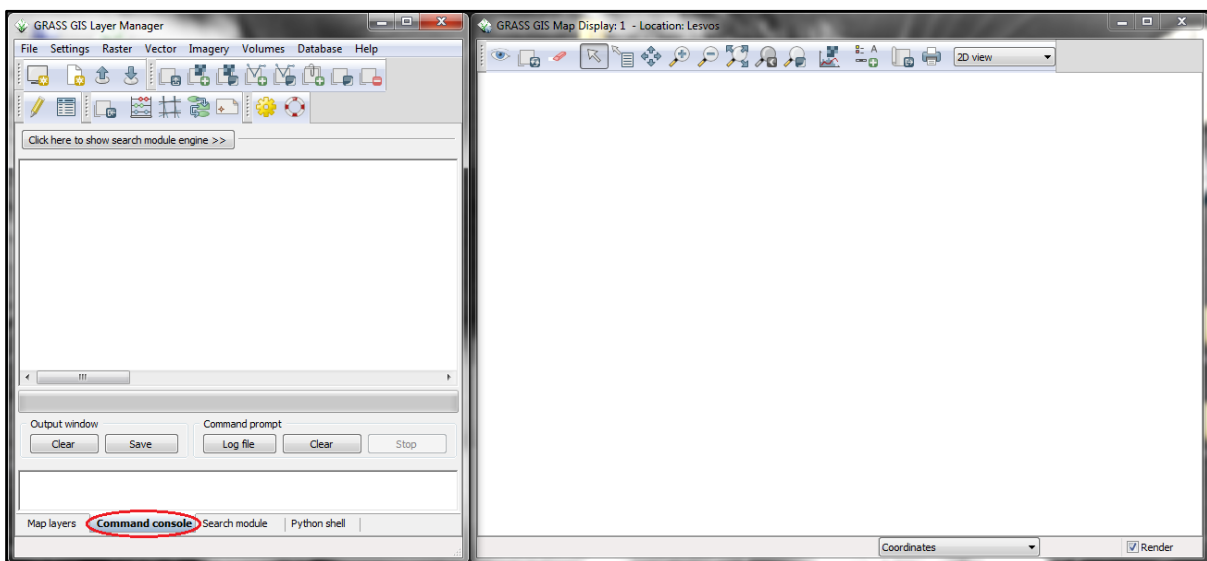 GRASS GIS Layer Manager
File Settings Raster Vector Imagery Volumes Database Help
Click here to show search module engine >>
Output window
Clear Save
Command prompt
Log file Clear Stop
Map layers Command console Search module Python shell
GRASS GIS Map Display: 1 - Location: Lesvos
2D view
Coordinates Render